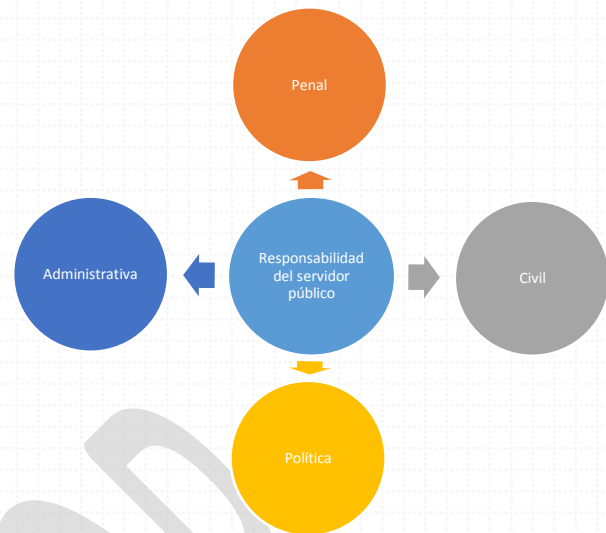 Penal
Administrativa
Responsabilidad
del servidor
público
Civil
Política